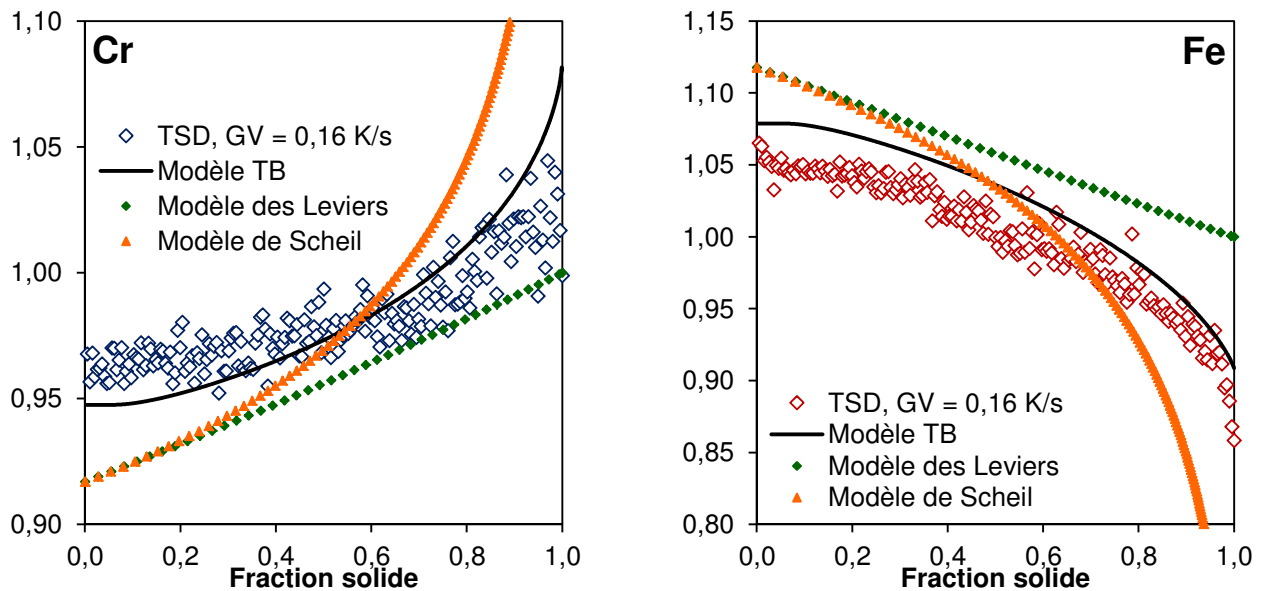 Cr
1,10
1,05
1,00
0,95
0,90
TSD, GV = 0,16 K/s
Modèle TB
Modèle des Leviers
Modèle de Scheil
0,0 0,2 0,4 0,6 0,8 1,0
Fraction solide
Fe
1,15
1,10
1,05
1,00
0,95
0,90
0,85
0,80
TSD, GV = 0,16 K/s
Modèle TB
Modèle des Leviers
Modèle de Scheil
0,0 0,2 0,4 0,6 0,8 1,0
Fraction solide